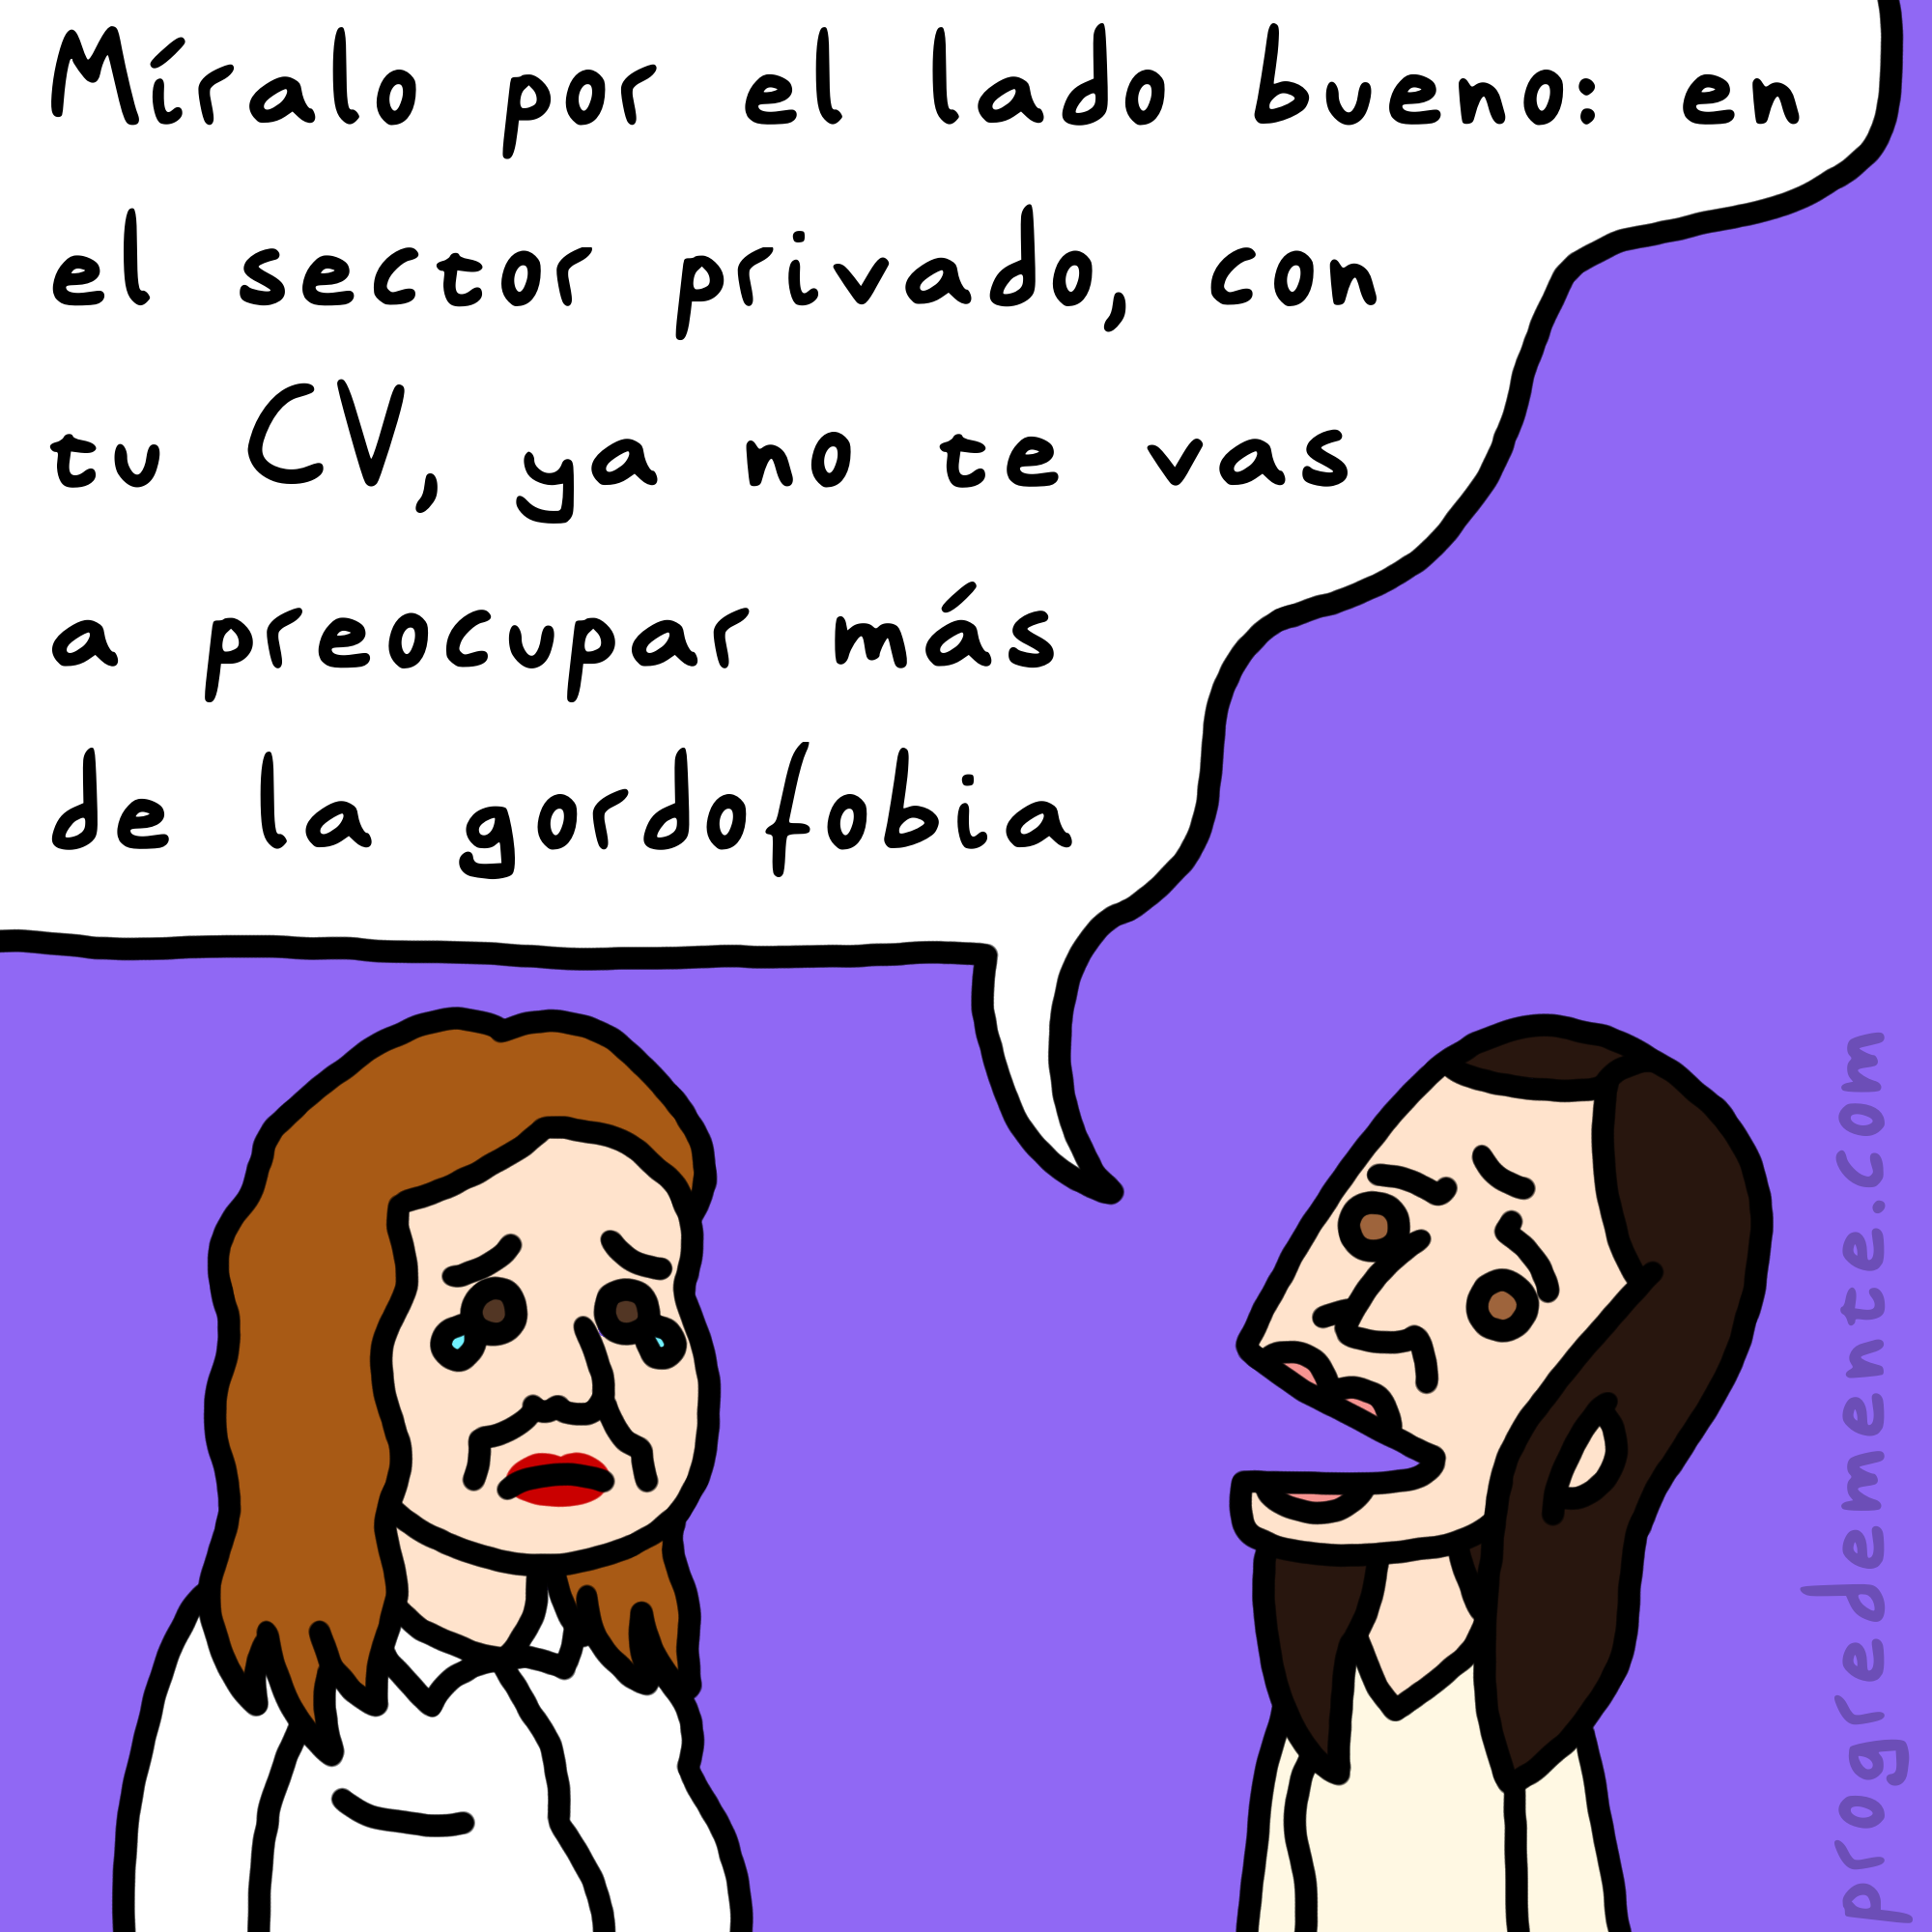 Míralo por el lado bueno: en
el sector privado, con
tu CV, ya no te vas
a preocupar más
de la gordofobia
progredemente.com